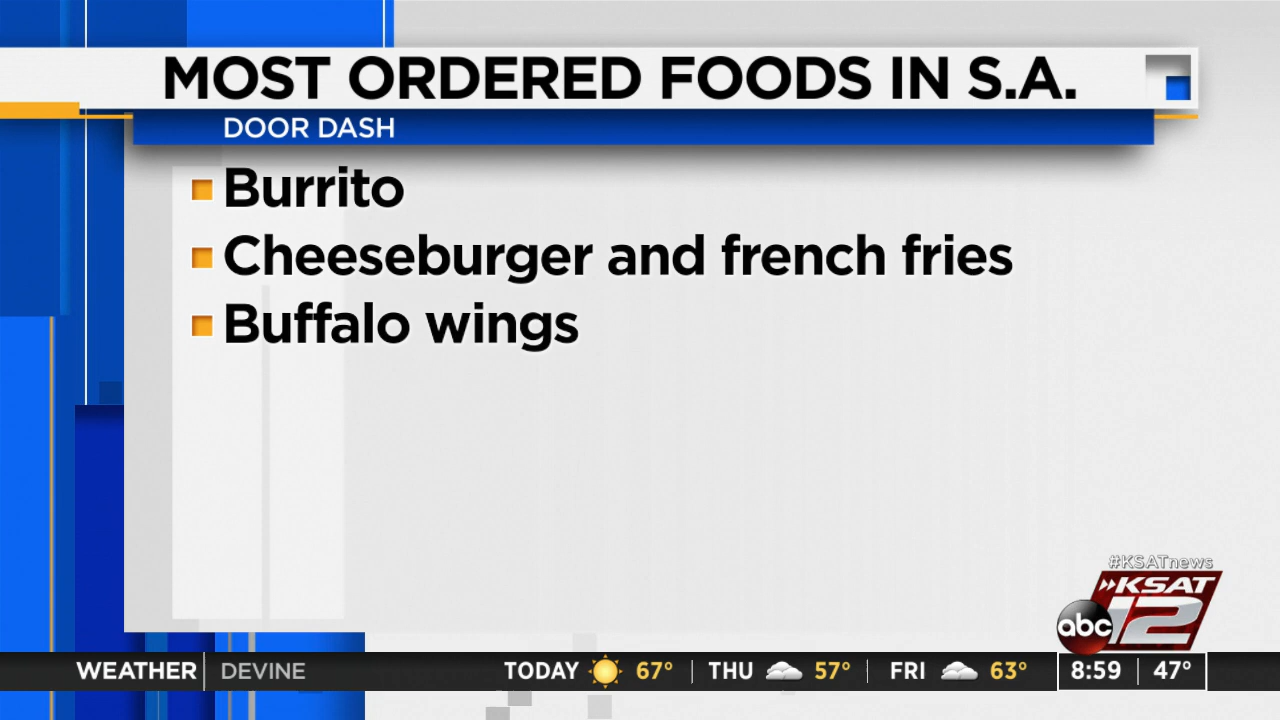 MOST ORDERED FOODS IN S.A.
DOOR DASH
Burrito
Cheeseburger and french fries
Buffalo wings
#KSATnews
KSAT
abc 12
WEATHER DEVINE TODAY 67° THU 57° FRI 63° 8:59 47°